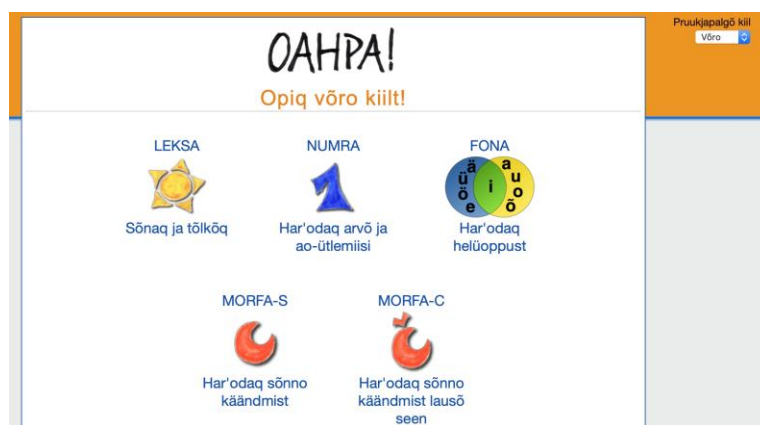 Pruukjapalgõ kiil
Võro
OAHPA!
Opiq võro kiilt!
LEKSA
Sõnaq ja tõlkõq
NUMRA
Har'odaq arvõ ja
ao-ütlemiisi
FONA
ä
ü
ö
e
i
a
u
o
õ
Har'odaq
helüoppust
MORFA-S
Har'odaq sõnno
käändmist
MORFA-C
Har'odaq sõnno
käändmist lausõ
seen